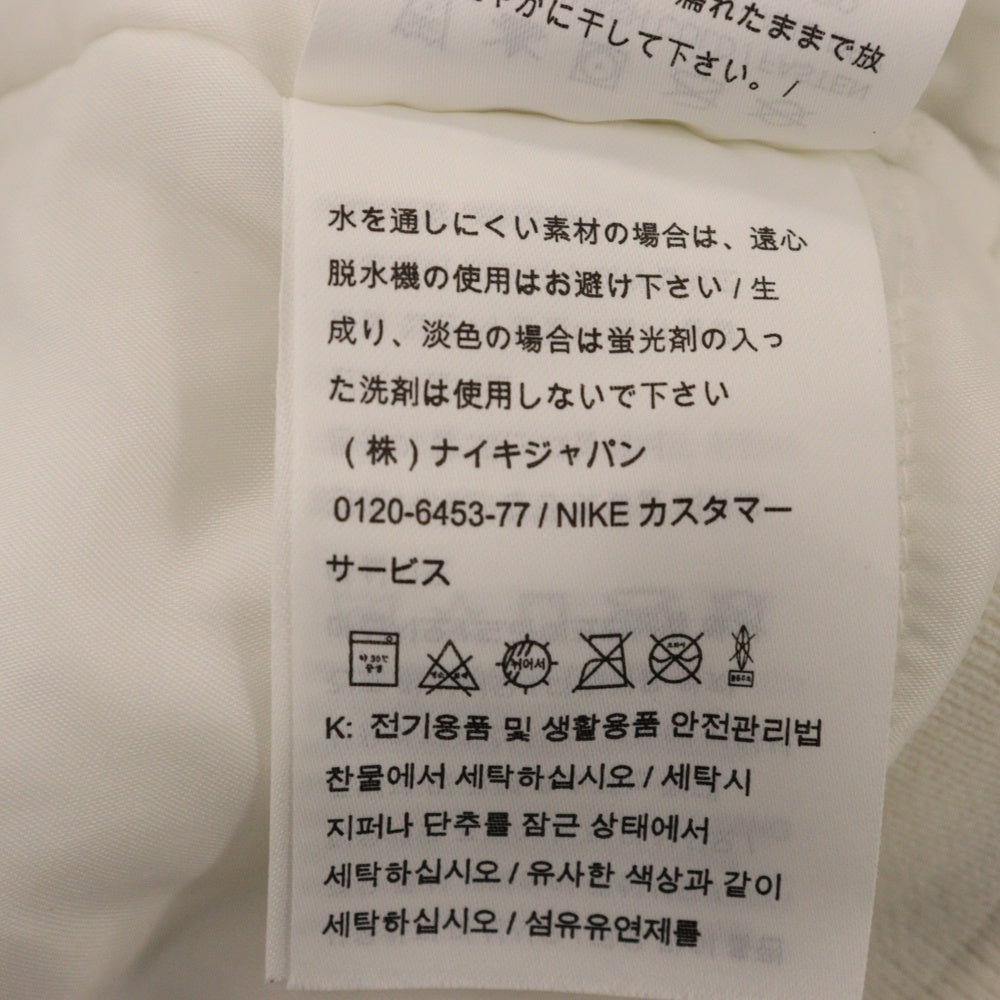 濡れたままで放
やかに干して下さい。 /
水を通しにくい素材の場合は、遠心
脱水機の使用はお避け下さい / 生
成り、淡色の場合は蛍光剤の入っ
た洗剤は使用しないで下さい
(株)ナイキジャパン
0120-6453-77 / NIKE カスタマー
サービス
약 30℃
중성
뉘어서
K: 전기용품 및 생활용품 안전관리법
찬물에서 세탁하십시오 / 세탁시
지퍼나 단추를 잠근 상태에서
세탁하십시오 / 유사한 색상과 같이
세탁하십시오 / 섬유유연제를